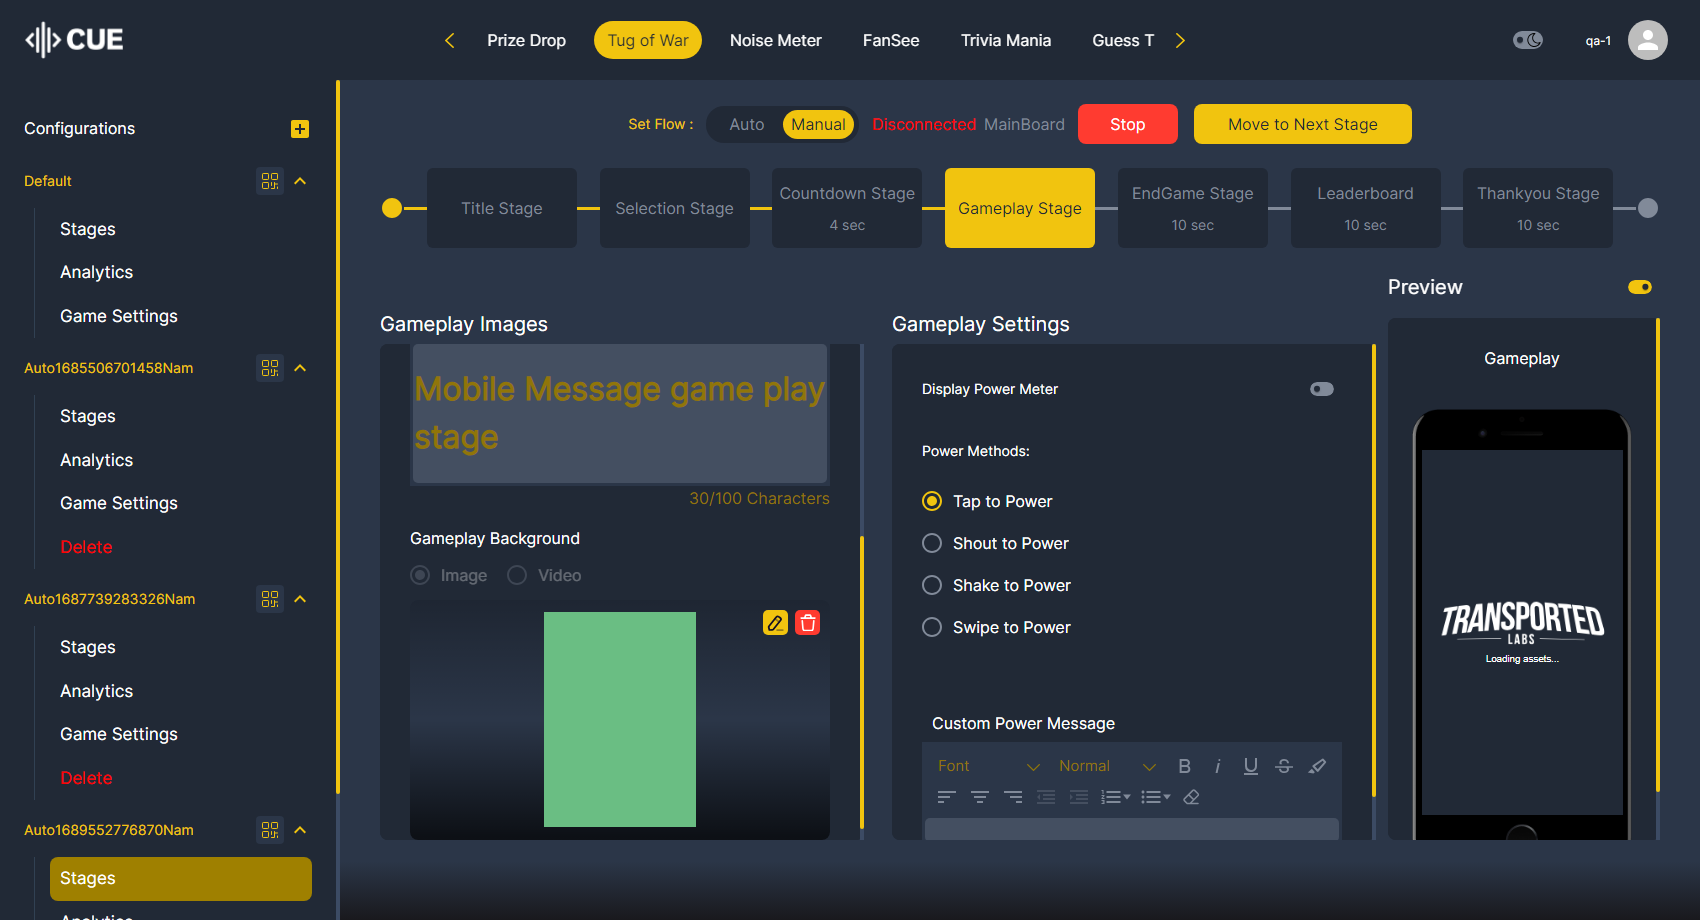 CUE
Prize Drop
Tug of War
Noise Meter
FanSee
Trivia Mania
Guess T
qa-1
Configurations
Default
Stages
Analytics
Game Settings
Auto1685506701458Nam
Stages
Analytics
Game Settings
Delete
Auto1687739283326Nam
Stages
Analytics
Game Settings
Delete
Auto1689552776870Nam
Stages
Analytics
Set Flow :
Auto
Manual
Disconnected MainBoard
Stop
Move to Next Stage
Title Stage
Selection Stage
Countdown Stage
4 sec
Gameplay Stage
EndGame Stage
10 sec
Leaderboard
10 sec
Thankyou Stage
10 sec
Gameplay Images
Mobile Message game play
stage
30/100 Characters
Gameplay Background
Image
Video
Gameplay Settings
Display Power Meter
Power Methods:
Tap to Power
Shout to Power
Shake to Power
Swipe to Power
Custom Power Message
Font
Normal
Preview
Gameplay
TRANSPORTED
LABS
Loading assets...